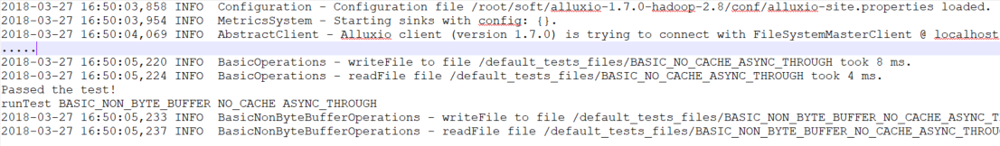 2018-03-27 16:50:03,858 INFO  Configuration - Configuration file /root/soft/alluxio-1.7.0-hadoop-2.8/conf/alluxio-site.properties loaded.
2018-03-27 16:50:03,954 INFO  MetricsSystem - Starting sinks with config: {}.
2018-03-27 16:50:04,069 INFO  AbstractClient - Alluxio client (version 1.7.0) is trying to connect with FileSystemMasterClient @ localhost
.....
2018-03-27 16:50:05,220 INFO  BasicOperations - writeFile to file /default_tests_files/BASIC_NO_CACHE_ASYNC_THROUGH took 8 ms.
2018-03-27 16:50:05,224 INFO  BasicOperations - readFile file /default_tests_files/BASIC_NO_CACHE_ASYNC_THROUGH took 4 ms.
Passed the test!
runTest BASIC_NON_BYTE_BUFFER NO_CACHE ASYNC_THROUGH
2018-03-27 16:50:05,233 INFO  BasicNonByteBufferOperations - writeFile to file /default_tests_files/BASIC_NON_BYTE_BUFFER_NO_CACHE_ASYNC_T
2018-03-27 16:50:05,237 INFO  BasicNonByteBufferOperations - readFile file /default_tests_files/BASIC_NON_BYTE_BUFFER_NO_CACHE_ASYNC_THROU